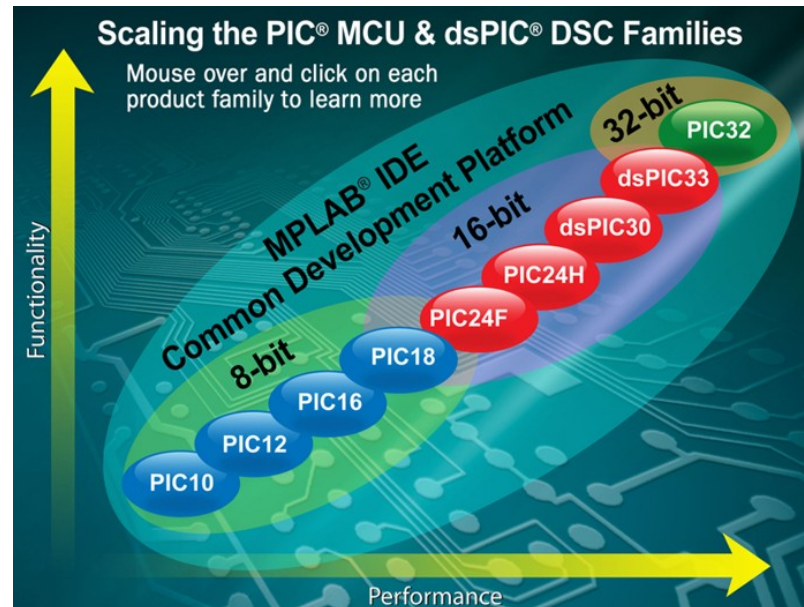 Scaling the PIC® MCU & dsPIC® DSC Families
Mouse over and click on each
product family to learn more
Functionality
MPLAB® IDE
Common Development Platform
32-bit
PIC32
dsPIC33
16-bit
dsPIC30
PIC24H
PIC24F
8-bit
PIC18
PIC16
PIC12
PIC10
Performance